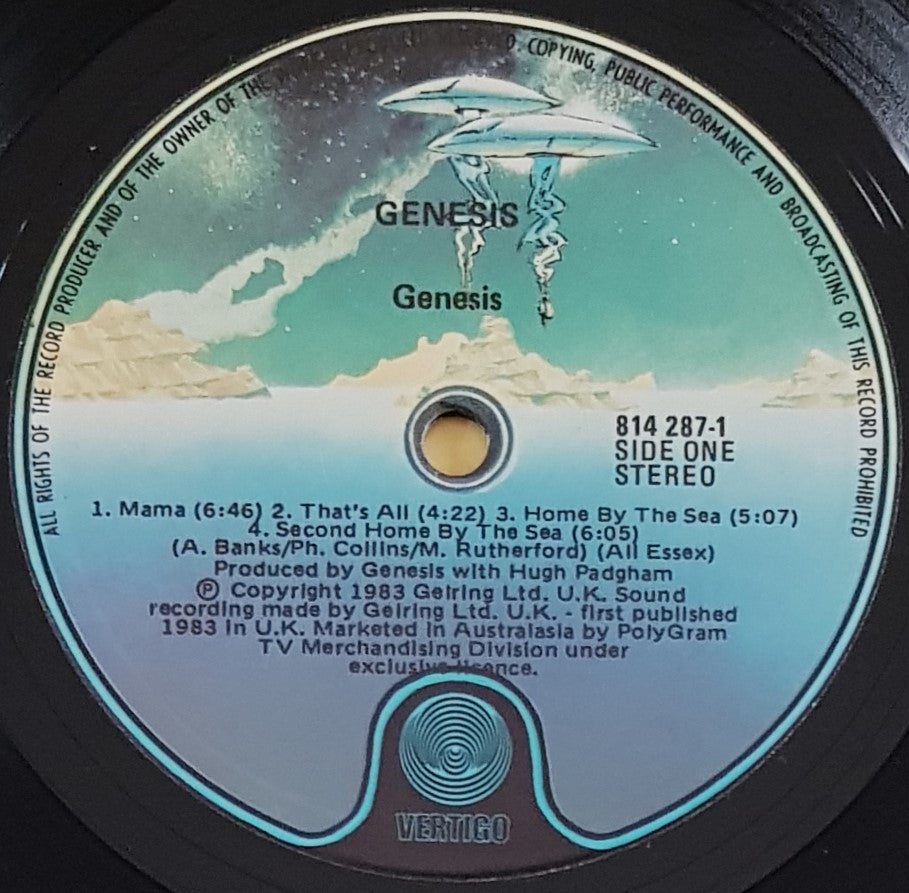 ALL RIGHTS OF THE RECORD PRODUCER AND OF THE OWNER OF THE
D. COPYING, PUBLIC PERFORMANCE AND BROADCASTING OF THIS RECORD PROHIBITED
GENESIS
Genesis
814 287-1
SIDE ONE
STEREO
1. Mama (6:46) 2. That's All (4:22) 3. Home By The Sea (5:07)
4. Second Home By The Sea (6:05)
(A. Banks/Ph. Collins/M. Rutherford) (All Essex)
Produced by Genesis with Hugh Padgham
Ⓟ Copyright 1983 Gelring Ltd. U.K. Sound
recording made by Gelring Ltd. U.K. - first published
1983 in U.K. Marketed in Australasia by PolyGram
TV Merchandising Division under
exclusive licence.
VERTIGO